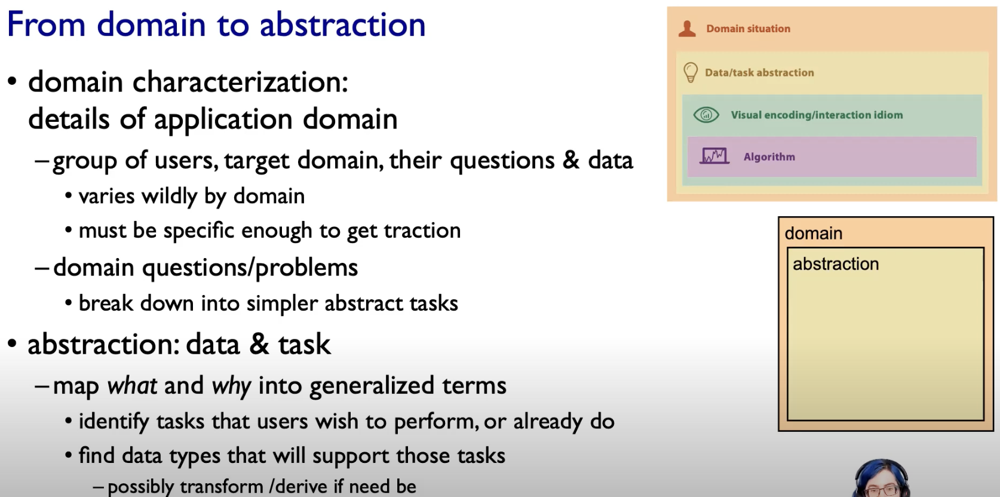 From domain to abstraction
• domain characterization:
details of application domain
–group of users, target domain, their questions & data
• varies wildly by domain
• must be specific enough to get traction
–domain questions/problems
• break down into simpler abstract tasks
• abstraction: data & task
–map what and why into generalized terms
• identify tasks that users wish to perform, or already do
• find data types that will support those tasks
–possibly transform /derive if need be
Domain situation
Data/task abstraction
Visual encoding/interaction idiom
Algorithm
domain
abstraction